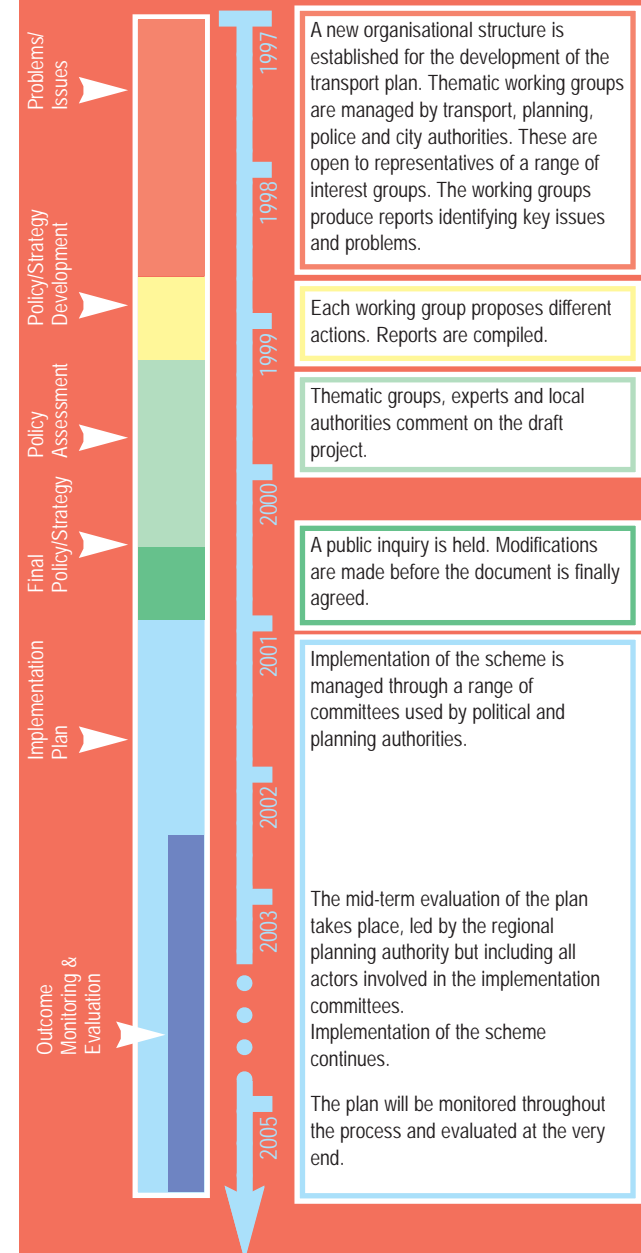 Problems/
Issues
1997
A new organisational structure is
established for the development of the
transport plan. Thematic working groups
are managed by transport, planning,
police and city authorities. These are
open to representatives of a range of
interest groups. The working groups
produce reports identifying key issues
and problems.
1998
Policy/Strategy
Development
Each working group proposes different
actions. Reports are compiled.
1999
Policy
Assessment
Thematic groups, experts and local
authorities comment on the draft
project.
2000
Final
Policy/Strategy
A public inquiry is held. Modifications
are made before the document is finally
agreed.
2001
Implementation
Plan
Implementation of the scheme is
managed through a range of
committees used by political and
planning authorities.
2002
2003
The mid-term evaluation of the plan
takes place, led by the regional
planning authority but including all
actors involved in the implementation
committees.
Implementation of the scheme
continues.
Outcome
Monitoring &
Evaluation
2005
The plan will be monitored throughout
the process and evaluated at the very
end.